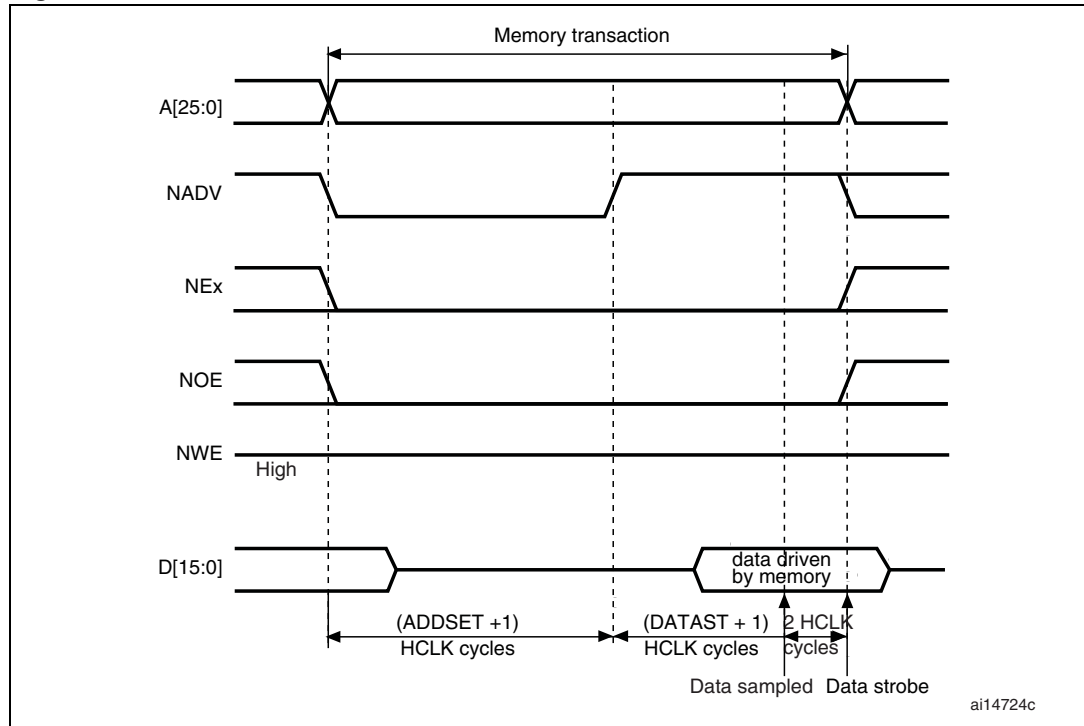 Memory transaction
A[25:0]
NADV
NEx
NOE
NWE
High
D[15:0]
data driven
by memory
(ADDSET +1)
HCLK cycles
(DATAST + 1)
HCLK cycles
2 HCLK
cycles
Data sampled
Data strobe
ai14724c